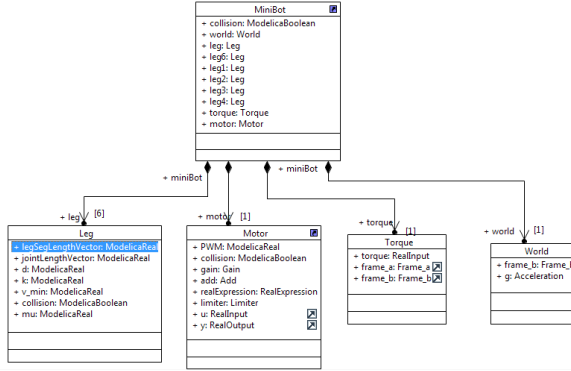 MiniBot
+ collision: ModelicaBoolean
+ world: World
+ leg: Leg
+ leg6: Leg
+ leg1: Leg
+ leg2: Leg
+ leg3: Leg
+ leg4: Leg
+ torque: Torque
+ motor: Motor
+ miniBot
+ miniBot
+ leg
[6]
+ motor
[1]
+ torque
[1]
+ world
[1]
Leg
+ legSegLengthVector: ModelicaReal
+ jointLengthVector: ModelicaReal
+ d: ModelicaReal
+ k: ModelicaReal
+ v_min: ModelicaReal
+ collision: ModelicaBoolean
+ mu: ModelicaReal
Motor
+ PWM: ModelicaReal
+ collision: ModelicaBoolean
+ gain: Gain
+ add: Add
+ realExpression: RealExpression
+ limiter: Limiter
+ u: RealInput
+ y: RealOutput
Torque
+ torque: RealInput
+ frame_a: Frame_a
+ frame_b: Frame_b
World
+ frame_b: Frame_
+ g: Acceleration